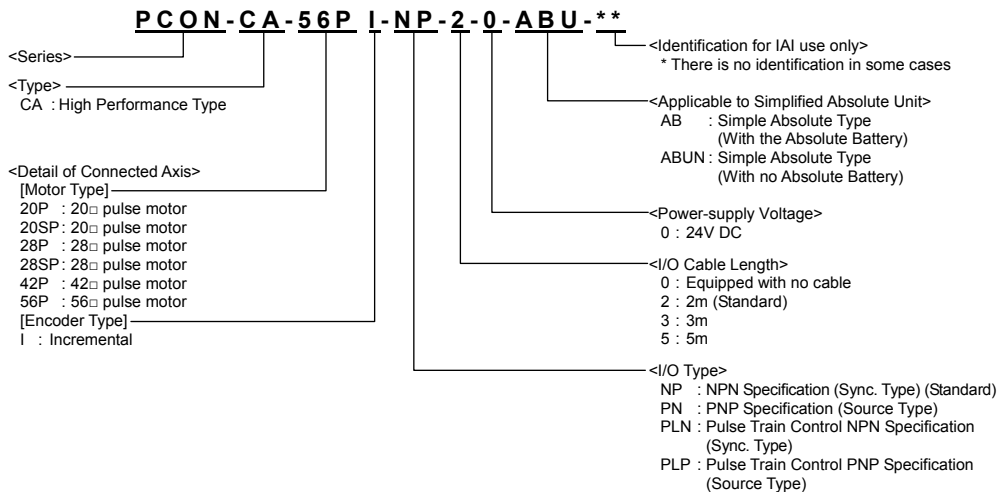 PCON-CA-56P I-NP-2-0-ABU-**
<Series>
<Type>
CA : High Performance Type
<Detail of Connected Axis>
[Motor Type]
20P : 20□ pulse motor
20SP : 20□ pulse motor
28P : 28□ pulse motor
28SP : 28□ pulse motor
42P : 42□ pulse motor
56P : 56□ pulse motor
[Encoder Type]
I : Incremental
<Identification for IAI use only>
* There is no identification in some cases
<Applicable to Simplified Absolute Unit>
AB : Simple Absolute Type
(With the Absolute Battery)
ABUN : Simple Absolute Type
(With no Absolute Battery)
<Power-supply Voltage>
0 : 24V DC
<I/O Cable Length>
0 : Equipped with no cable
2 : 2m (Standard)
3 : 3m
5 : 5m
<I/O Type>
NP : NPN Specification (Sync. Type) (Standard)
PN : PNP Specification (Source Type)
PLN : Pulse Train Control NPN Specification
(Sync. Type)
PLP : Pulse Train Control PNP Specification
(Source Type)